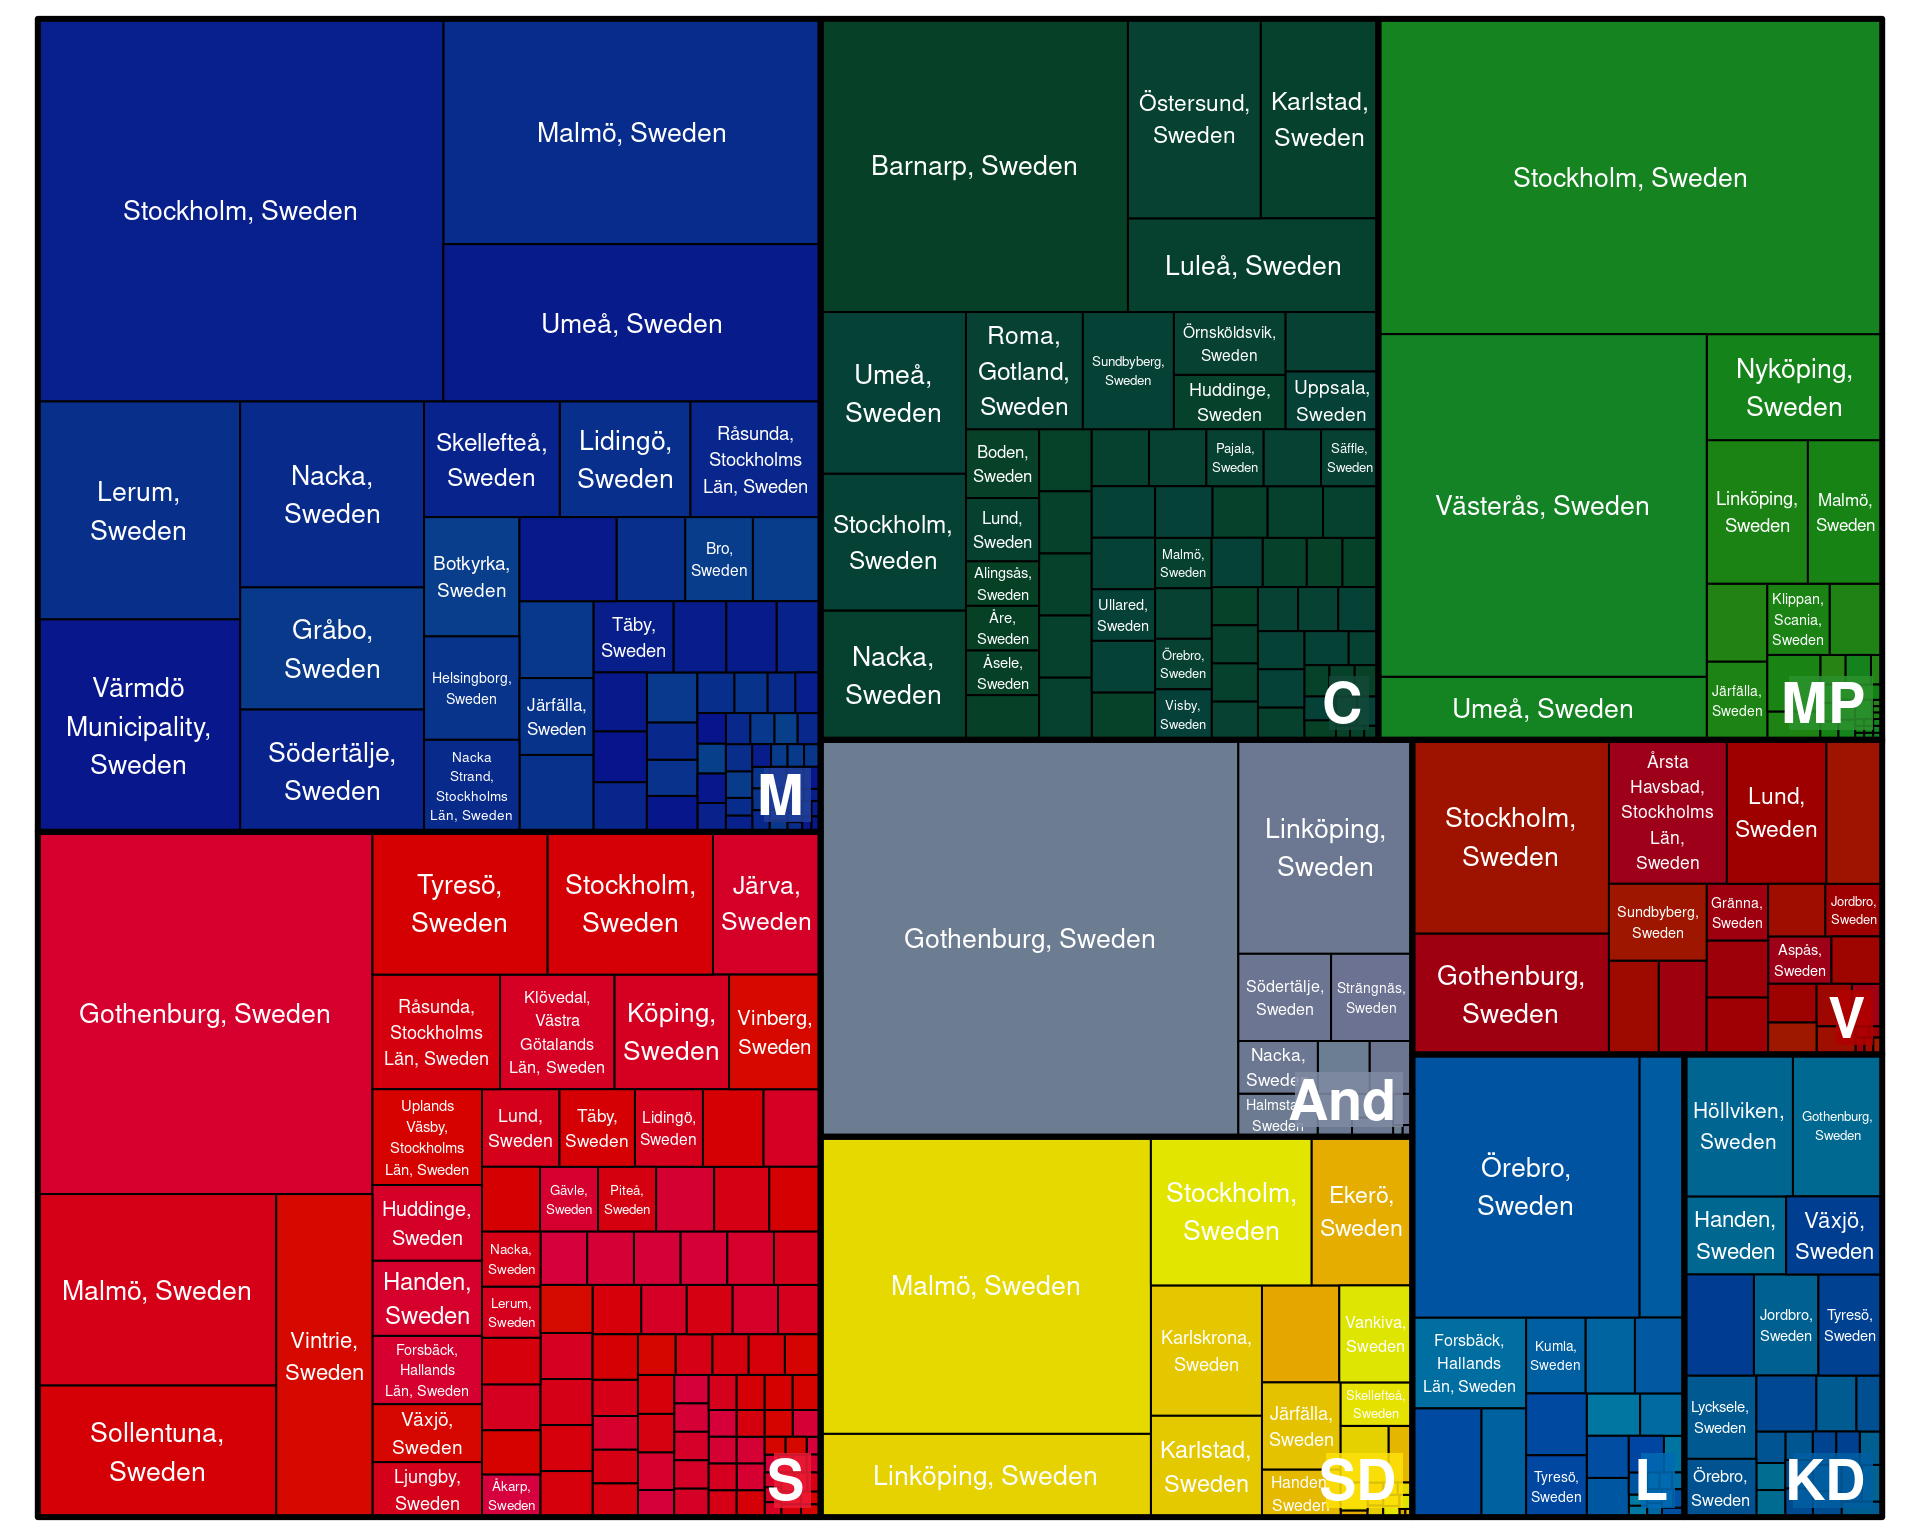 Stockholm, Sweden
Malmö, Sweden
Umeå, Sweden
Lerum,
Sweden
Nacka,
Sweden
Skellefteå,
Sweden
Lidingö,
Sweden
Råsunda,
Stockholms
Län, Sweden
Värmdö
Municipality,
Sweden
Gråbo,
Sweden
Södertälje,
Sweden
Botkyrka,
Sweden
Bro,
Sweden
Täby,
Sweden
Helsingborg,
Sweden
Järfälla,
Sweden
Nacka
Strand,
Stockholms
Län, Sweden
M
Barnarp, Sweden
Östersund,
Sweden
Karlstad,
Sweden
Luleå, Sweden
Umeå,
Sweden
Roma,
Gotland,
Sweden
Sundbyberg,
Sweden
Örnsköldsvik,
Sweden
Huddinge,
Sweden
Uppsala,
Sweden
Stockholm,
Sweden
Boden,
Sweden
Pajala,
Sweden
Säffle,
Sweden
Lund,
Sweden
Alingsås,
Sweden
Malmö,
Sweden
Åre,
Sweden
Ullared,
Sweden
Nacka,
Sweden
Åsele,
Sweden
Örebro,
Sweden
Visby,
Sweden
C
Stockholm, Sweden
Västerås, Sweden
Nyköping,
Sweden
Linköping,
Sweden
Malmö,
Sweden
Klippan,
Scania,
Sweden
Umeå, Sweden
Järfälla,
Sweden
MP
Gothenburg, Sweden
Tyresö,
Sweden
Stockholm,
Sweden
Järva,
Sweden
Råsunda,
Stockholms
Län, Sweden
Klövedal,
Västra
Götalands
Län, Sweden
Köping,
Sweden
Vinberg,
Sweden
Uplands
Väsby,
Stockholms
Län, Sweden
Lund,
Sweden
Täby,
Sweden
Lidingö,
Sweden
Malmö, Sweden
Vintrie,
Sweden
Sollentuna,
Sweden
Huddinge,
Sweden
Gävle,
Sweden
Piteå,
Sweden
Handen,
Sweden
Nacka,
Sweden
Lerum,
Sweden
Forsbäck,
Hallands
Län, Sweden
Växjö,
Sweden
Ljungby,
Sweden
Åkarp,
Sweden
S
Gothenburg, Sweden
Linköping,
Sweden
Södertälje,
Sweden
Strängnäs,
Sweden
Nacka,
Sweden
Halmstad,
Sweden
And
Malmö, Sweden
Linköping, Sweden
Stockholm,
Sweden
Ekerö,
Sweden
Karlskrona,
Sweden
Vankiva,
Sweden
Karlstad,
Sweden
Järfälla,
Sweden
Skellefteå,
Sweden
Handen,
Sweden
SD
Stockholm,
Sweden
Årsta
Havsbad,
Stockholms
Län,
Sweden
Lund,
Sweden
Gothenburg,
Sweden
Sundbyberg,
Sweden
Gränna,
Sweden
Jordbro,
Sweden
Aspås,
Sweden
V
Örebro,
Sweden
Forsbäck,
Hallands
Län, Sweden
Kumla,
Sweden
Tyresö,
Sweden
L
Höllviken,
Sweden
Gothenburg,
Sweden
Handen,
Sweden
Växjö,
Sweden
Jordbro,
Sweden
Tyresö,
Sweden
Lycksele,
Sweden
Örebro,
Sweden
KD